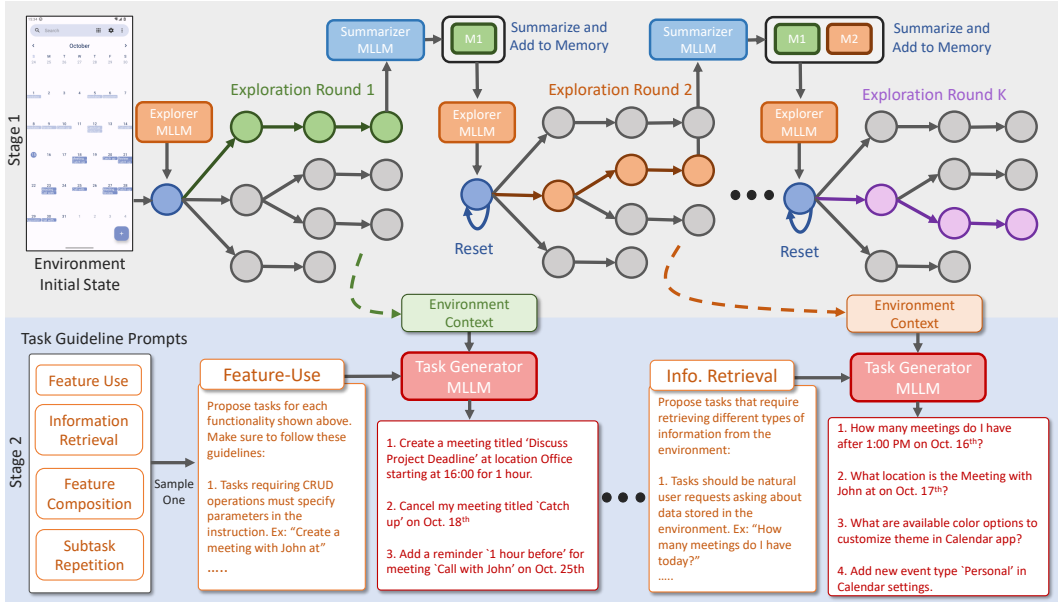 Stage 1
11:24
Search
October
Environment
Initial State
Explorer
MLLM
Exploration Round 1
Summarizer
MLLM
M1
Summarize and
Add to Memory
Explorer
MLLM
Reset
Exploration Round 2
Summarizer
MLLM
M1
M2
Summarize and
Add to Memory
Explorer
MLLM
Reset
Exploration Round K
Environment
Context
Environment
Context
Stage 2
Task Guideline Prompts
Feature Use
Information
Retrieval
Feature
Composition
Subtask
Repetition
Sample
One
Feature-Use
Propose tasks for each
functionality shown above.
Make sure to follow these
guidelines:
1. Tasks requiring CRUD
operations must specify
parameters in the
instruction. Ex: “Create a
meeting with John at”
.....
Task Generator
MLLM
1. Create a meeting titled ‘Discuss
Project Deadline’ at location Office
starting at 16:00 for 1 hour.
2. Cancel my meeting titled `Catch
up’ on Oct. 18th
3. Add a reminder `1 hour before’ for
meeting `Call with John’ on Oct. 25th
Info. Retrieval
Propose tasks that require
retrieving different types of
information from the
environment:
1. Tasks should be natural
user requests asking about
data stored in the
environment. Ex: “How
many meetings do I have
today?”
.....
Task Generator
MLLM
1. How many meetings do I have
after 1:00 PM on Oct. 16th?
2. What location is the Meeting with
John at on Oct. 17th?
3. What are available color options to
customize theme in Calendar app?
4. Add new event type `Personal’ in
Calendar settings.